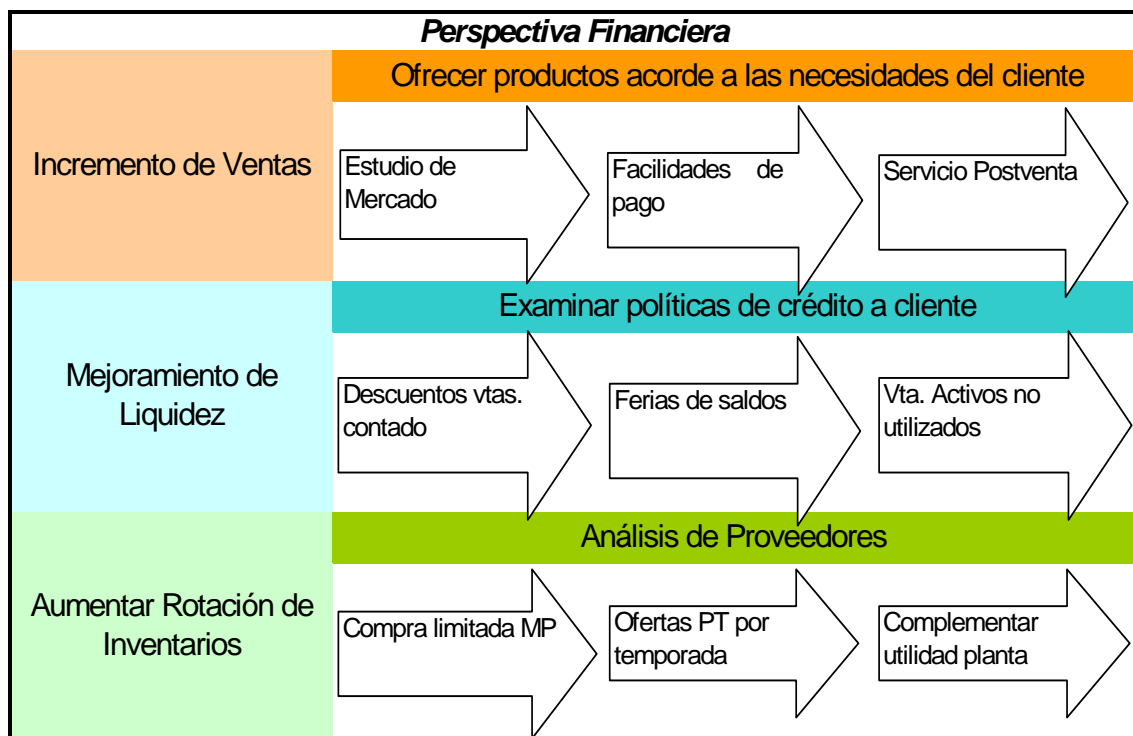 Perspectiva Financiera
Ofrecer productos acorde a las necesidades del cliente
Incremento de Ventas
Estudio de
Mercado
Facilidades de
pago
Servicio Postventa
Examinar políticas de crédito a cliente
Mejoramiento de
Liquidez
Descuentos vtas.
contado
Ferias de saldos
Vta. Activos no
utilizados
Análisis de Proveedores
Aumentar Rotación de
Inventarios
Compra limitada MP
Ofertas PT por
temporada
Complementar
utilidad planta